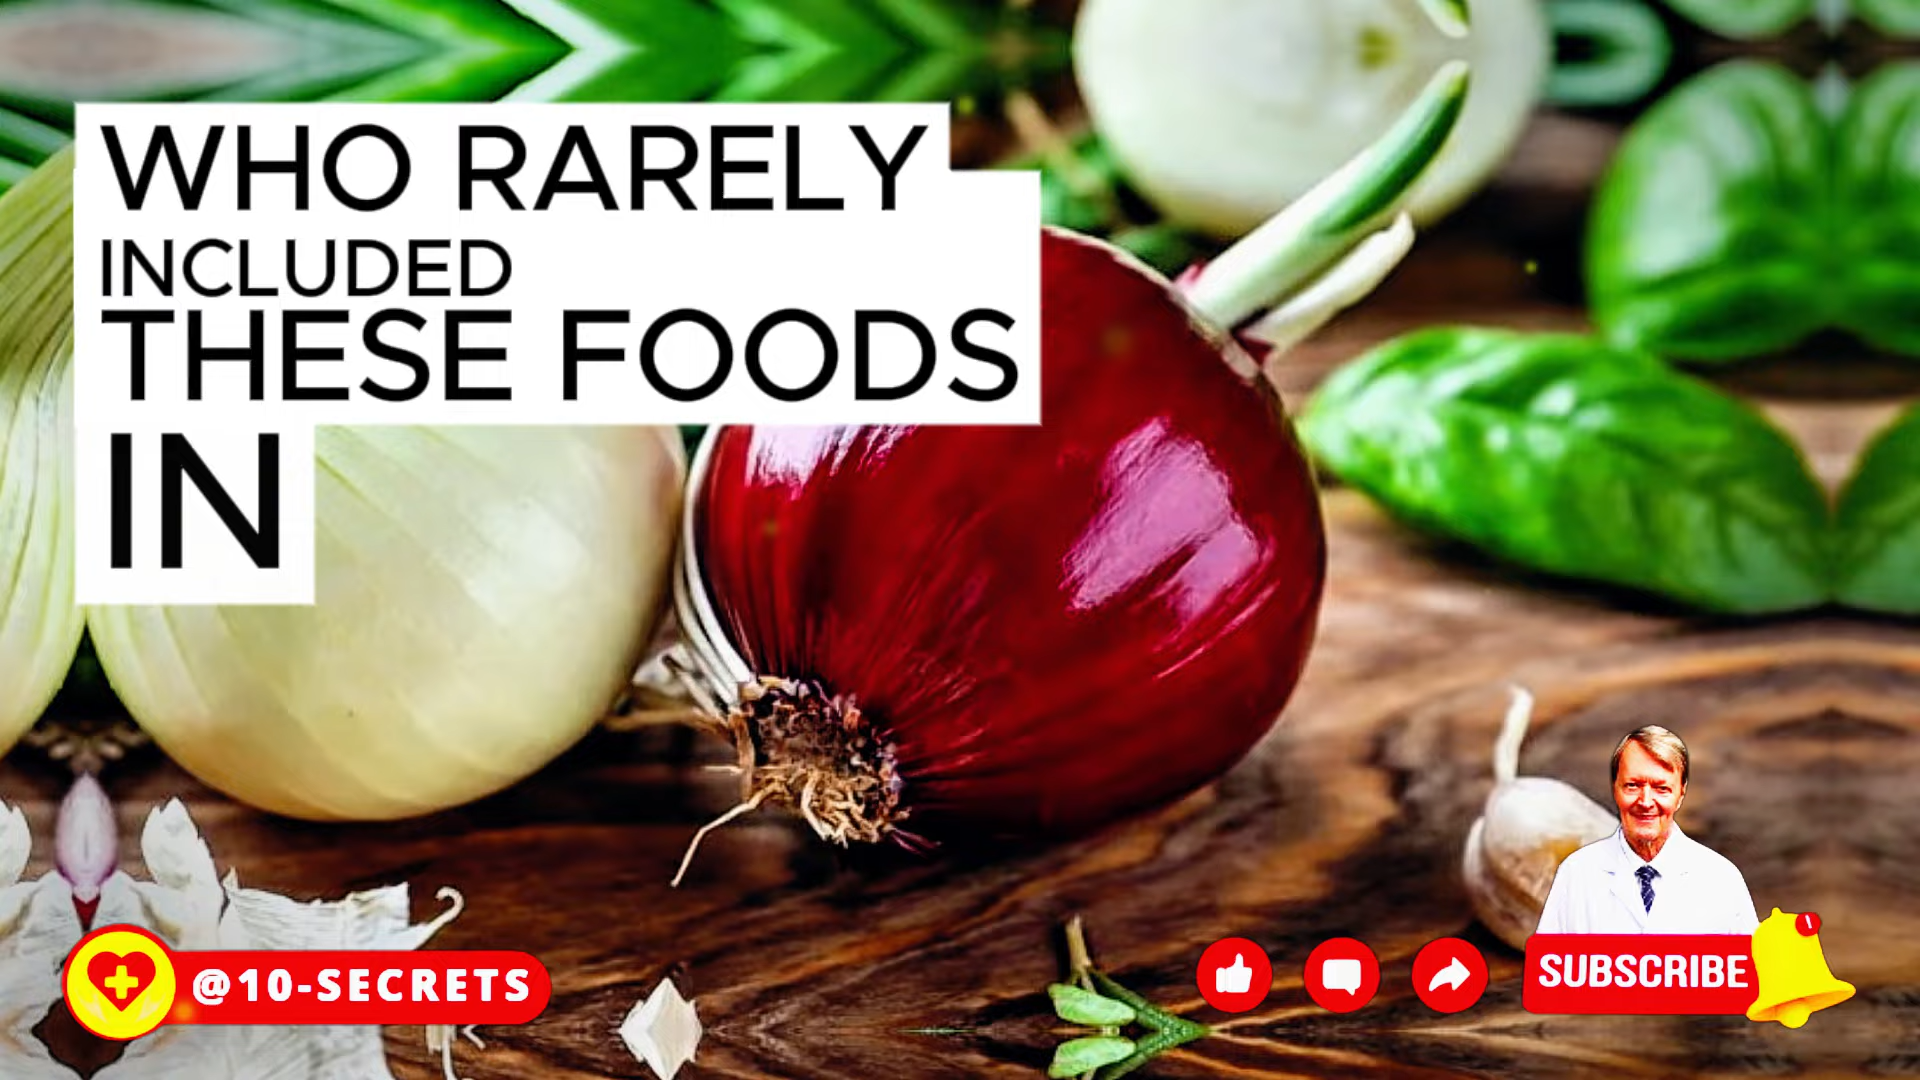 WHO RARELY
INCLUDED
THESE FOODS
IN
@10-SECRETS
SUBSCRIBE